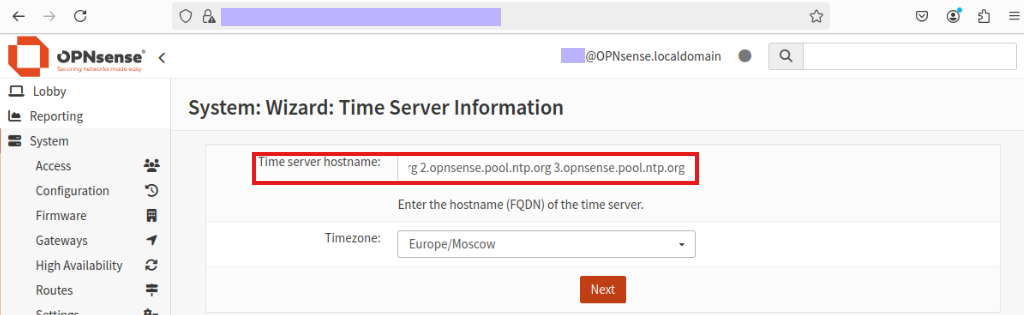 OPNsense®
Securing networks made easy
@OPNsense.localdomain
Lobby
Reporting
System
Access
Configuration
Firmware
Gateways
High Availability
Routes
Settings
System: Wizard: Time Server Information
Time server hostname:
rg 2.opnsense.pool.ntp.org 3.opnsense.pool.ntp.org
Enter the hostname (FQDN) of the time server.
Timezone:
Europe/Moscow
Next